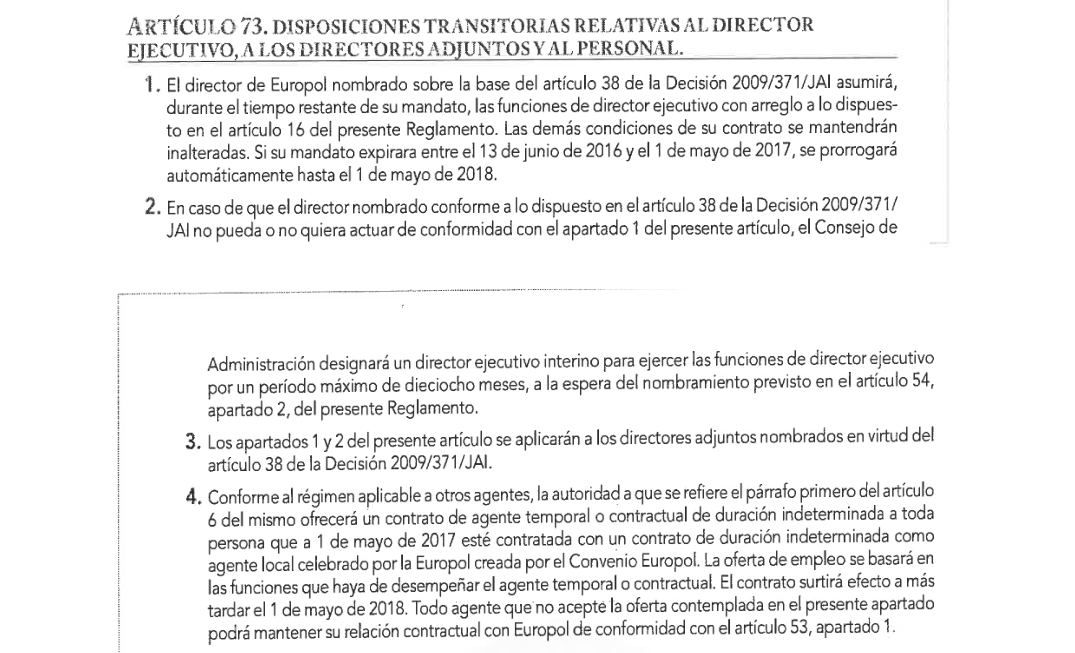 ARTÍCULO 73. DISPOSICIONES TRANSITORIAS RELATIVAS AL DIRECTOR
EJECUTIVO, A LOS DIRECTORES ADJUNTOS Y AL PERSONAL.
1. El director de Europol nombrado sobre la base del artículo 38 de la Decisión 2009/371/JAI asumirá,
durante el tiempo restante de su mandato, las funciones de director ejecutivo con arreglo a lo dispues-
to en el artículo 16 del presente Reglamento. Las demás condiciones de su contrato se mantendrán
inalteradas. Si su mandato expirara entre el 13 de junio de 2016 y el 1 de mayo de 2017, se prorrogará
automáticamente hasta el 1 de mayo de 2018.
2. En caso de que el director nombrado conforme a lo dispuesto en el artículo 38 de la Decisión 2009/371/
JAI no pueda o no quiera actuar de conformidad con el apartado 1 del presente artículo, el Consejo de
Administración designará un director ejecutivo interino para ejercer las funciones de director ejecutivo
por un período máximo de dieciocho meses, a la espera del nombramiento previsto en el artículo 54,
apartado 2, del presente Reglamento.
3. Los apartados 1 y 2 del presente artículo se aplicarán a los directores adjuntos nombrados en virtud del
artículo 38 de la Decisión 2009/371/JAI.
4. Conforme al régimen aplicable a otros agentes, la autoridad a que se refiere el párrafo primero del artículo
6 del mismo ofrecerá un contrato de agente temporal o contractual de duración indeterminada a toda
persona que a 1 de mayo de 2017 esté contratada con un contrato de duración indeterminada como
agente local celebrado por la Europol creada por el Convenio Europol. La oferta de empleo se basará en
las funciones que haya de desempeñar el agente temporal o contractual. El contrato surtirá efecto a más
tardar el 1 de mayo de 2018. Todo agente que no acepte la oferta contemplada en el presente apartado
podrá mantener su relación contractual con Europol de conformidad con el artículo 53, apartado 1.